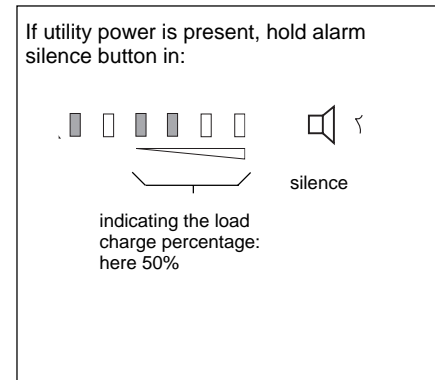 If utility power is present, hold alarm
silence button in:
silence
indicating the load
charge percentage:
here 50%